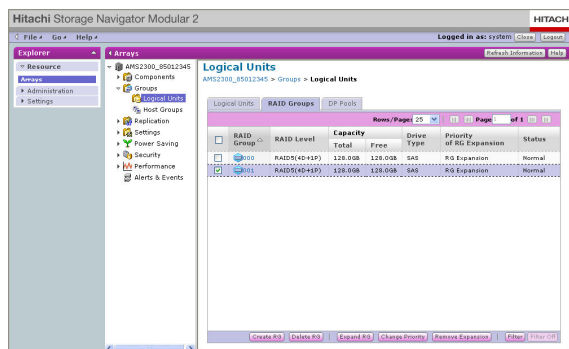 Hitachi Storage Navigator Modular 2
HITACH
File Go Help
Logged in as: system Close Logout
Explorer
Arrays
Refresh Information Help
Resource
Arrays
Administration
Settings
AMS2300_85012345
Components
Groups
Logical Units
Host Groups
Replication
Settings
Power Saving
Security
Performance
Alerts & Events
Logical Units
AMS2300_85012345 > Groups > Logical Units
Logical Units RAID Groups DP Pools
Rows/Page: 25 Page 1 of 1
RAID Group RAID Level Capacity Total Free Drive Type Priority of RG Expansion Status
000 RAID5(4D+1P) 128.0GB 128.0GB SAS RG Expansion Normal
001 RAID5(4D+1P) 128.0GB 128.0GB SAS RG Expansion Normal
Create RG Delete RG Expand RG Change Priority Remove Expansion Filter Filter Off